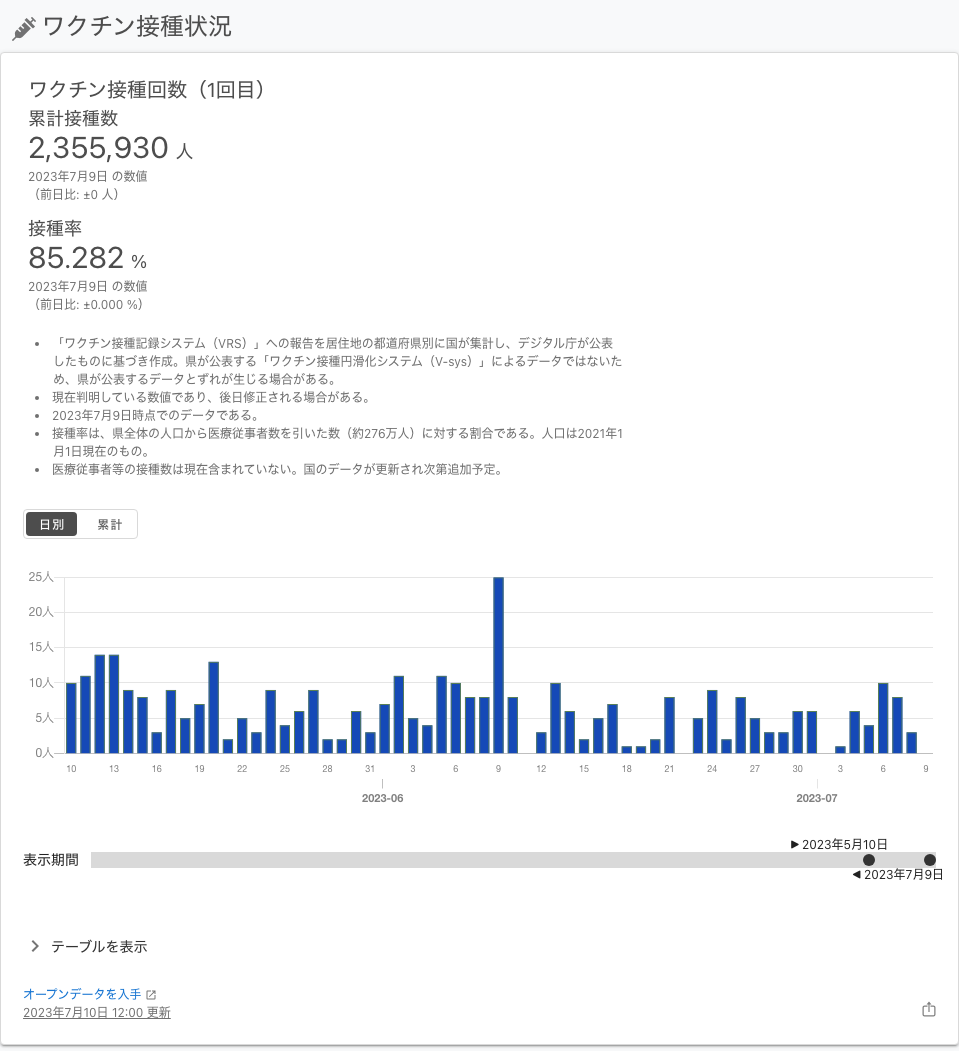 ワクチン接種状況
ワクチン接種回数（1回目）
累計接種数
2,355,930 人
2023年7月9日 の数値
（前日比: ±0 人）
接種率
85.282 %
2023年7月9日 の数値
（前日比: ±0.000 %）
• 「ワクチン接種記録システム（VRS）」への報告を居住地の都道府県別に国が集計し、デジタル庁が公表
したものに基づき作成。県が公表する「ワクチン接種円滑化システム（V-sys）」によるデータではないた
め、県が公表するデータとずれが生じる場合がある。
• 現在判明している数値であり、後日修正される場合がある。
• 2023年7月9日時点でのデータである。
• 接種率は、県全体の人口から医療従事者数を引いた数（約276万人）に対する割合である。人口は2021年1
月1日現在のもの。
• 医療従事者等の接種数は現在含まれていない。国のデータが更新され次第追加予定。
日別 累計
25人
20人
15人
10人
5人
0人
10 13 16 19 22 25 28 31 3 6 9 12 15 18 21 24 27 30 3 6 9
2023-06 2023-07
▶ 2023年5月10日
表示期間
◀ 2023年7月9日
テーブルを表示
オープンデータを入手
2023年7月10日 12:00 更新